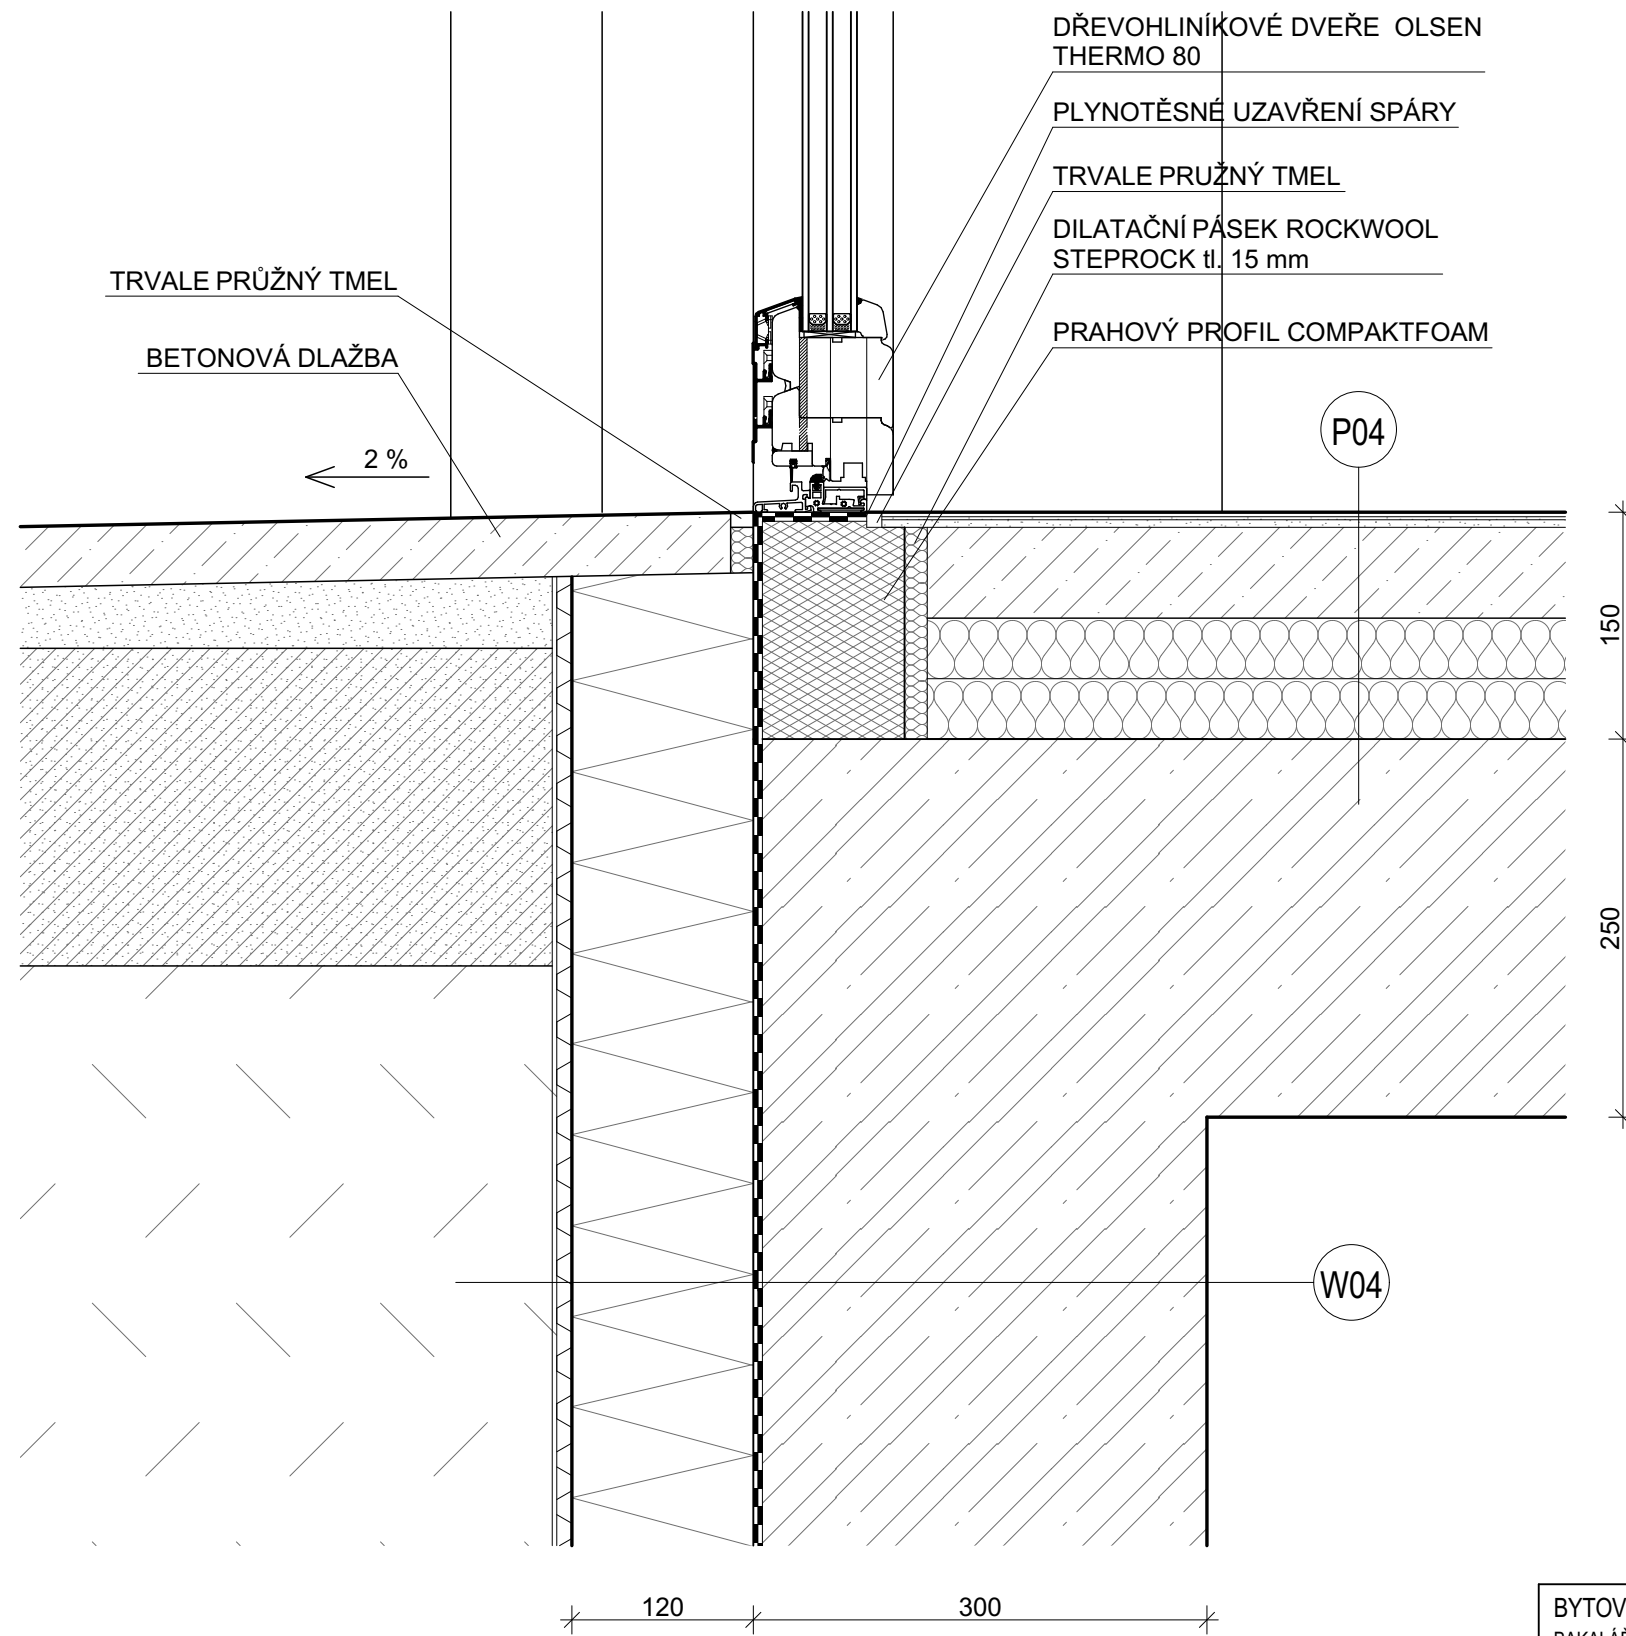 DŘEVOHLINÍKOVÉ DVEŘE OLSEN
THERMO 80
PLYNOTĚSNÉ UZAVŘENÍ SPÁRY
TRVALE PRUŽNÝ TMEL
DILATAČNÍ PÁSEK ROCKWOOL
STEPROCK tl. 15 mm
PRAHOVÝ PROFIL COMPAKTFOAM
TRVALE PRŮŽNÝ TMEL
BETONOVÁ DLAŽBA
2 %
P04
150
250
W04
120
300
BYTOV